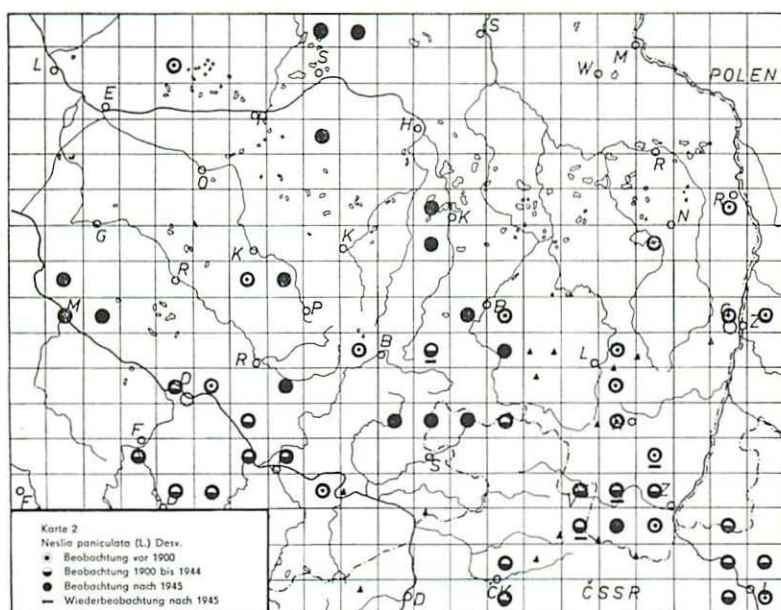 S
M
L
S
W
POLEN
E
R
H
O
R
R
K
G
N
K
K
R
P
M
B
G
Z
R
B
L
D
F
S
F
Z
Karte 2
Neslia paniculata (L.) Desv.
Beobachtung vor 1900
Beobachtung 1900 bis 1944
Beobachtung nach 1945
Wiederbeobachtung nach 1945
D
ČK
ČSSR